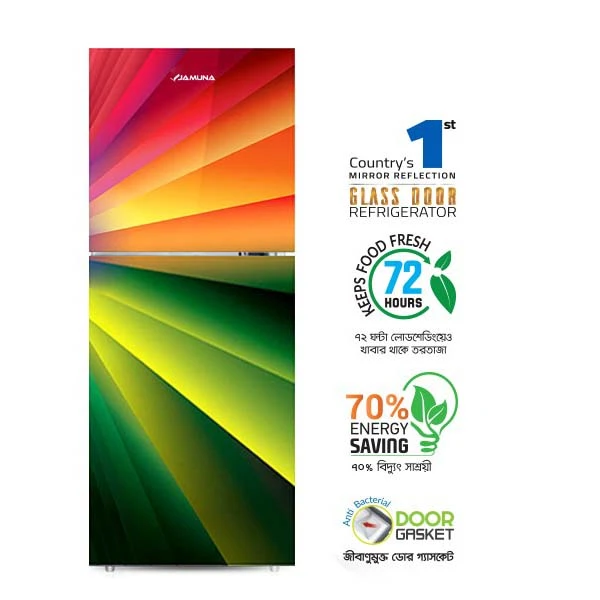 JAMUNA
Country's 1st
MIRROR REFLECTION
GLASS DOOR
REFRIGERATOR
KEEPS FOOD FRESH
72
HOURS
৭২ ঘন্টা লোডশেডিংয়েও
খাবার থাকে তরতাজা
70%
ENERGY
SAVING
৭০% বিদ্যুৎ সাশ্রয়ী
Anti Bacterial
DOOR
GASKET
জীবাণুমুক্ত ডোর গ্যাসকেট